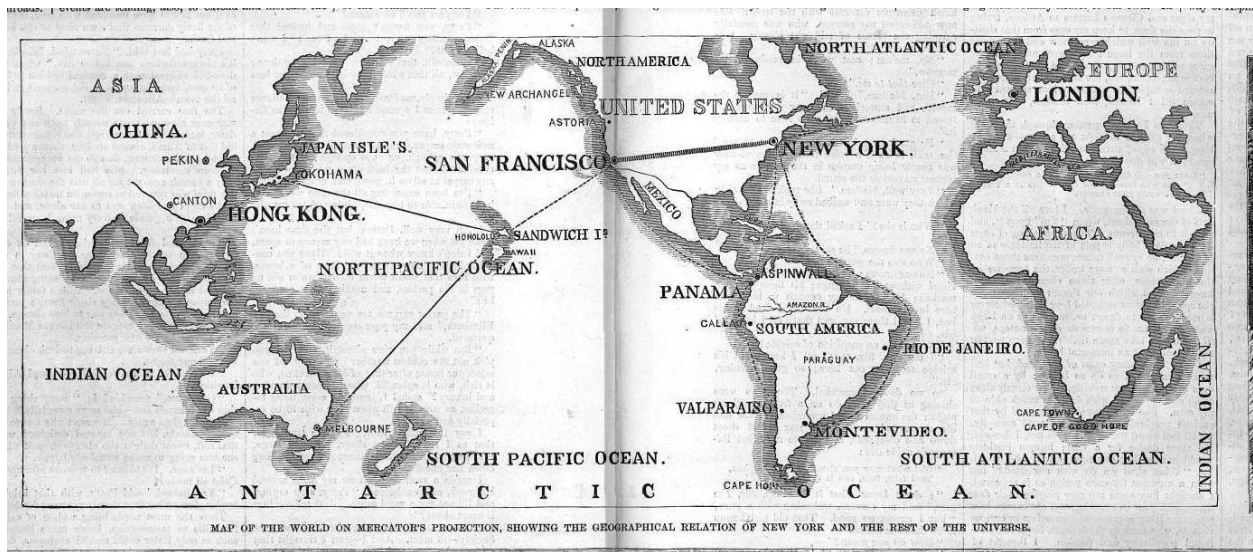 ASIA
CHINA.
PEKIN
CANTON
HONG KONG.
JAPAN ISLE'S.
YOKOHAMA
ALASKA
NEW ARCHANGEL
NORTH AMERICA
UNITED STATES
ASTORIA
SAN FRANCISCO
NEW YORK.
MEXICO
NORTH ATLANTIC OCEAN
EUROPE
LONDON.
HONOLOLU
SANDWICH IS
HAWAII
NORTH PACIFIC OCEAN.
ASPINWALL
PANAMA
AMAZON R.
CALLAO
SOUTH AMERICA
PARAGUAY
RIO DE JANEIRO.
VALPARAISO
MONTEVIDEO.
CAPE HORN
AFRICA.
CAPE TOWN
CAPE OF GOOD HOPE
INDIAN OCEAN
INDIAN OCEAN
AUSTRALIA
MELBOURNE
SOUTH PACIFIC OCEAN.
SOUTH ATLANTIC OCEAN.
ANTARCTIC OCEAN.
MAP OF THE WORLD ON MERCATOR'S PROJECTION, SHOWING THE GEOGRAPHICAL RELATION OF NEW YORK AND THE REST OF THE UNIVERSE.